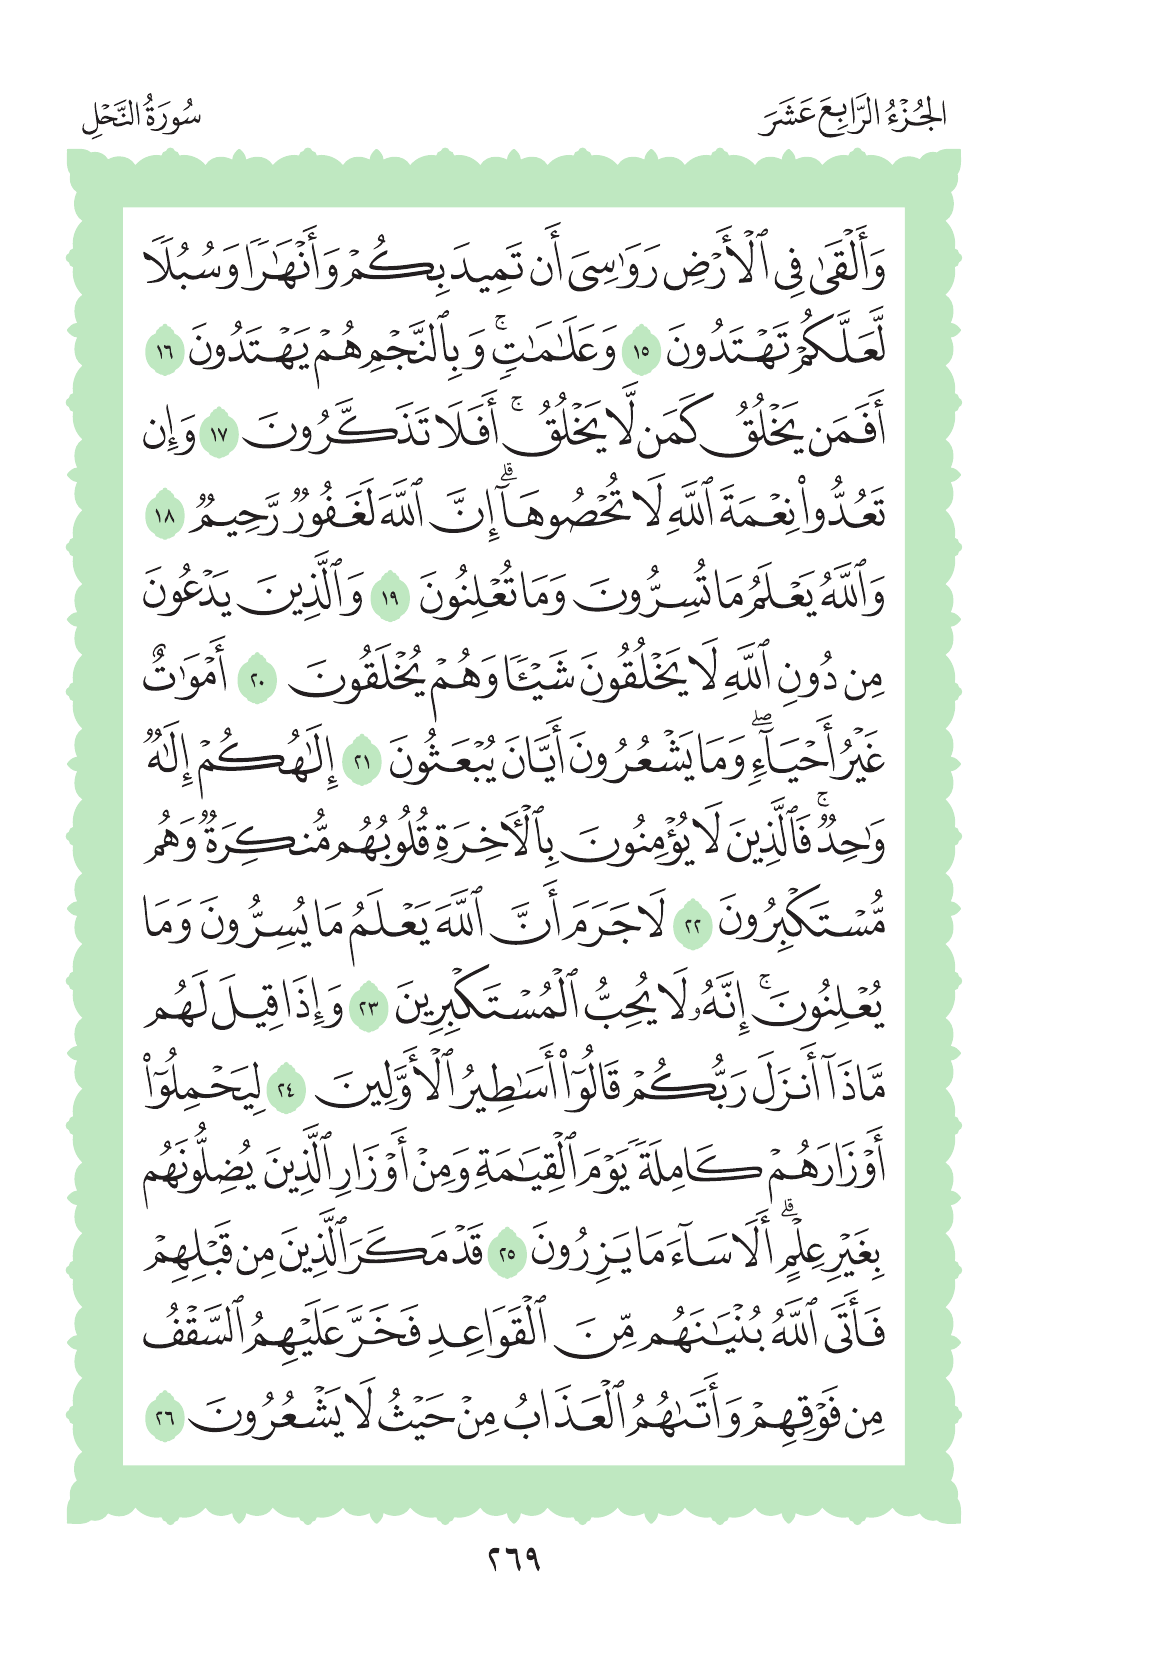 الجُزْءُ الرَّابِعَ عَشَرَ
سُورَةُ النَّحْلِ
وَأَلْقَىٰ فِي ٱلْأَرْضِ رَوَٰسِيَ أَن تَمِيدَ بِكُمْ وَأَنْهَٰرًا وَسُبُلًا
لَّعَلَّكُمْ تَهْتَدُونَ ١٥ وَعَلَٰمَٰتٍۚ وَبِٱلنَّجْمِ هُمْ يَهْتَدُونَ ١٦
أَفَمَن يَخْلُقُ كَمَن لَّا يَخْلُقُۚ أَفَلَا تَذَكَّرُونَ ١٧ وَإِن
تَعُدُّوا۟ نِعْمَةَ ٱللَّهِ لَا تُحْصُوهَآۗ إِنَّ ٱللَّهَ لَغَفُورٌ رَّحِيمٌ ١٨
وَٱللَّهُ يَعْلَمُ مَا تُسِرُّونَ وَمَا تُعْلِنُونَ ١٩ وَٱلَّذِينَ يَدْعُونَ
مِن دُونِ ٱللَّهِ لَا يَخْلُقُونَ شَيْـًٔا وَهُمْ يُخْلَقُونَ ٢٠ أَمْوَٰتٌ
غَيْرُ أَحْيَآءٍۖ وَمَا يَشْعُرُونَ أَيَّانَ يُبْعَثُونَ ٢١ إِلَٰهُكُمْ إِلَٰهٌ
وَٰحِدٌۚ فَٱلَّذِينَ لَا يُؤْمِنُونَ بِٱلْـَٔاخِرَةِ قُلُوبُهُم مُّنكِرَةٌ وَهُم
مُّسْتَكْبِرُونَ ٢٢ لَا جَرَمَ أَنَّ ٱللَّهَ يَعْلَمُ مَا يُسِرُّونَ وَمَا
يُعْلِنُونَۚ إِنَّهُۥ لَا يُحِبُّ ٱلْمُسْتَكْبِرِينَ ٢٣ وَإِذَا قِيلَ لَهُم
مَّاذَآ أَنزَلَ رَبُّكُمْ قَالُوٓا۟ أَسَٰطِيرُ ٱلْأَوَّلِينَ ٢٤ لِيَحْمِلُوٓا۟
أَوْزَارَهُمْ كَامِلَةً يَوْمَ ٱلْقِيَٰمَةِ وَمِنْ أَوْزَارِ ٱلَّذِينَ يُضِلُّونَهُم
بِغَيْرِ عِلْمٍۗ أَلَا سَآءَ مَا يَزِرُونَ ٢٥ قَدْ مَكَرَ ٱلَّذِينَ مِن قَبْلِهِمْ
فَأَتَى ٱللَّهُ بُنْيَٰنَهُم مِّنَ ٱلْقَوَاعِدِ فَخَرَّ عَلَيْهِمُ ٱلسَّقْفُ
مِن فَوْقِهِمْ وَأَتَىٰهُمُ ٱلْعَذَابُ مِنْ حَيْثُ لَا يَشْعُرُونَ ٢٦
٢٦٩